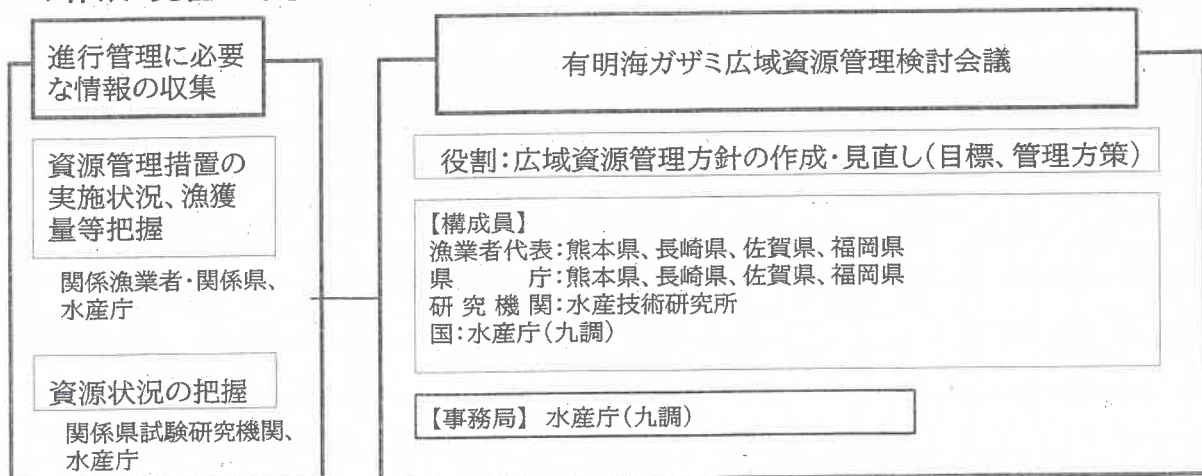 進行管理に必要
な情報の収集
資源管理措置の
実施状況、漁獲
量等把握
関係漁業者・関係県、
水産庁
資源状況の把握
関係県試験研究機関、
水産庁
有明海ガザミ広域資源管理検討会議
役割：広域資源管理方針の作成・見直し（目標、管理方策）
【構成員】
漁業者代表：熊本県、長崎県、佐賀県、福岡県
県　　　庁：熊本県、長崎県、佐賀県、福岡県
研 究 機 関：水産技術研究所
国：水産庁（九調）
【事務局】 水産庁（九調）